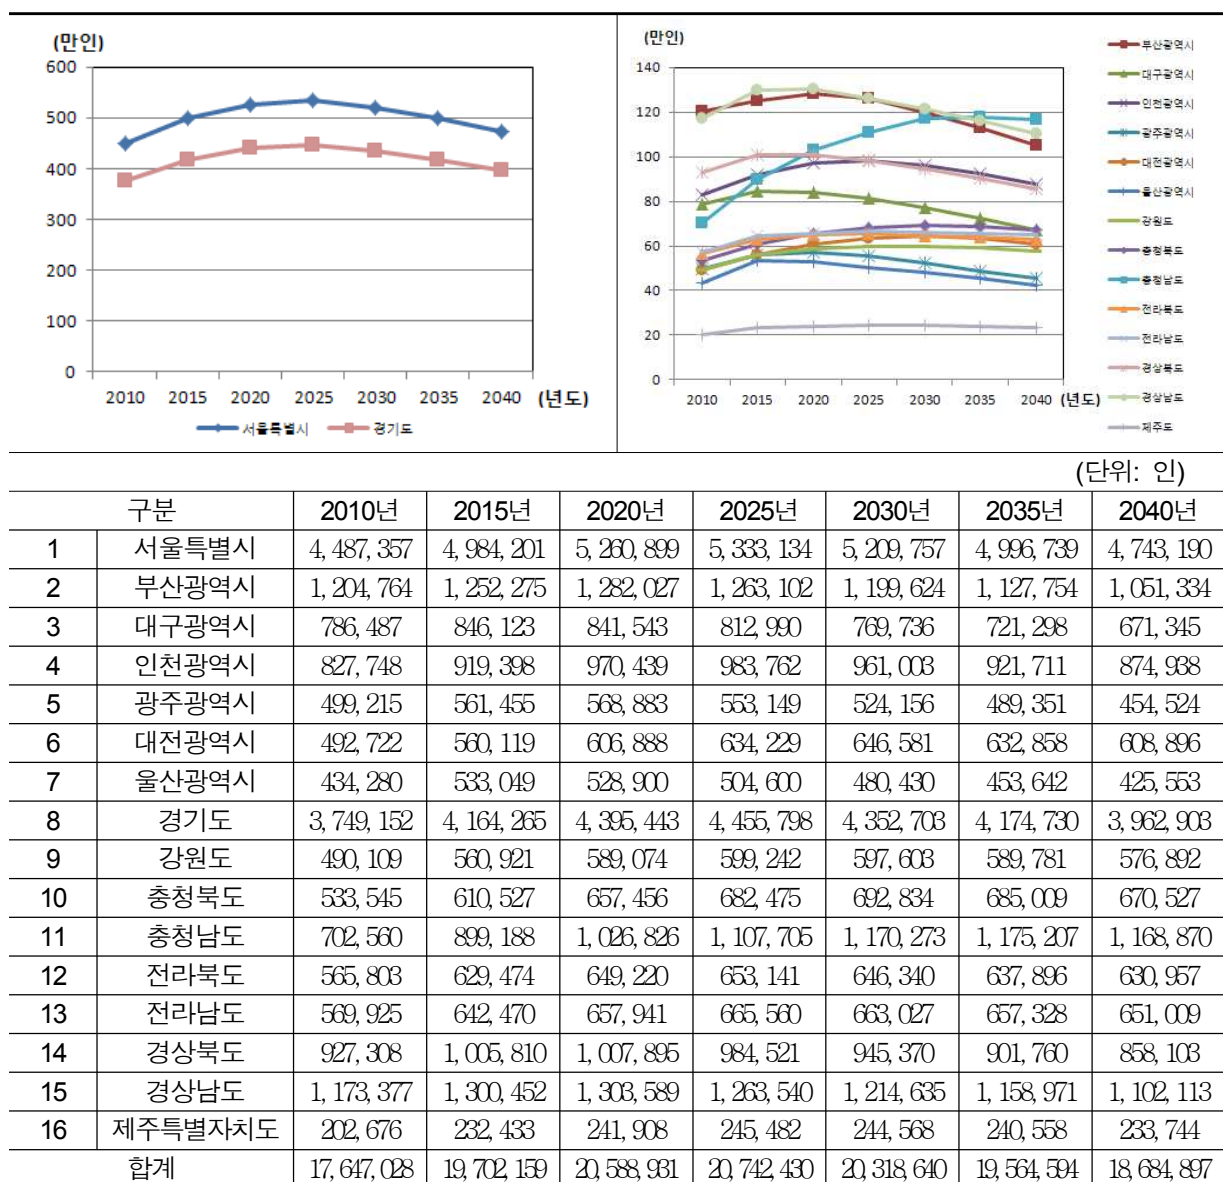 (만인)
600
500
400
300
200
100
0
2010 2015 2020 2025 2030 2035 2040 (년도)
서울특별시 경기도
(만인)
140
120
100
80
60
40
20
0
2010 2015 2020 2025 2030 2035 2040 (년도)
부산광역시
대구광역시
인천광역시
광주광역시
대전광역시
울산광역시
강원도
충청북도
충청남도
전라북도
전라남도
경상북도
경상남도
제주도
(단위: 인)
구분 2010년 2015년 2020년 2025년 2030년 2035년 2040년
1 서울특별시 4,487,357 4,984,201 5,260,899 5,333,134 5,209,757 4,996,739 4,743,190
2 부산광역시 1,204,764 1,252,275 1,282,027 1,263,102 1,199,624 1,127,754 1,051,334
3 대구광역시 786,487 846,123 841,543 812,990 769,736 721,298 671,345
4 인천광역시 827,748 919,398 970,439 983,762 961,003 921,711 874,938
5 광주광역시 499,215 561,455 568,883 553,149 524,156 489,351 454,524
6 대전광역시 492,722 560,119 606,888 634,229 646,581 632,858 608,896
7 울산광역시 434,280 533,049 528,900 504,600 480,430 453,642 425,553
8 경기도 3,749,152 4,164,265 4,395,443 4,455,798 4,352,703 4,174,730 3,962,903
9 강원도 490,109 560,921 589,074 599,242 597,603 589,781 576,892
10 충청북도 533,545 610,527 657,456 682,475 692,834 685,009 670,527
11 충청남도 702,560 899,188 1,026,826 1,107,705 1,170,273 1,175,207 1,168,870
12 전라북도 565,803 629,474 649,220 653,141 646,340 637,896 630,957
13 전라남도 569,925 642,470 657,941 665,560 663,027 657,328 651,009
14 경상북도 927,308 1,005,810 1,007,895 984,521 945,370 901,760 858,103
15 경상남도 1,173,377 1,300,452 1,303,589 1,263,540 1,214,635 1,158,971 1,102,113
16 제주특별자치도 202,676 232,433 241,908 245,482 244,568 240,558 233,744
합계 17,647,028 19,702,159 20,588,931 20,742,430 20,318,640 19,564,594 18,684,897